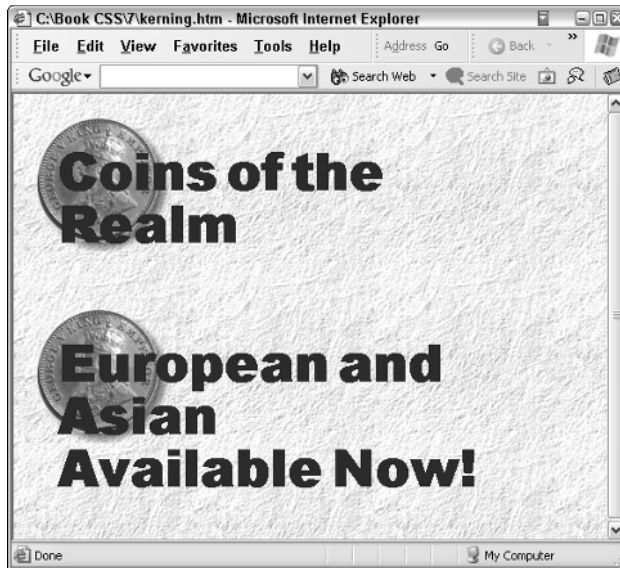 C:\Book CSS\7\kerning.htm - Microsoft Internet Explorer
File Edit View Favorites Tools Help Address Go Back »
Google Search Web Search Site
Coins of the
Realm
European and
Asian
Available Now!
Done My Computer